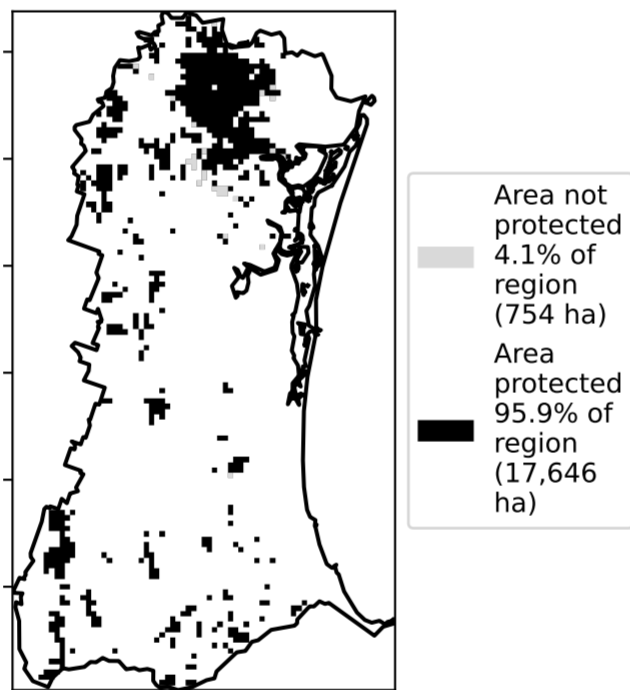 Area not
protected
4.1% of
region
(754 ha)
Area
protected
95.9% of
region
(17,646
ha)